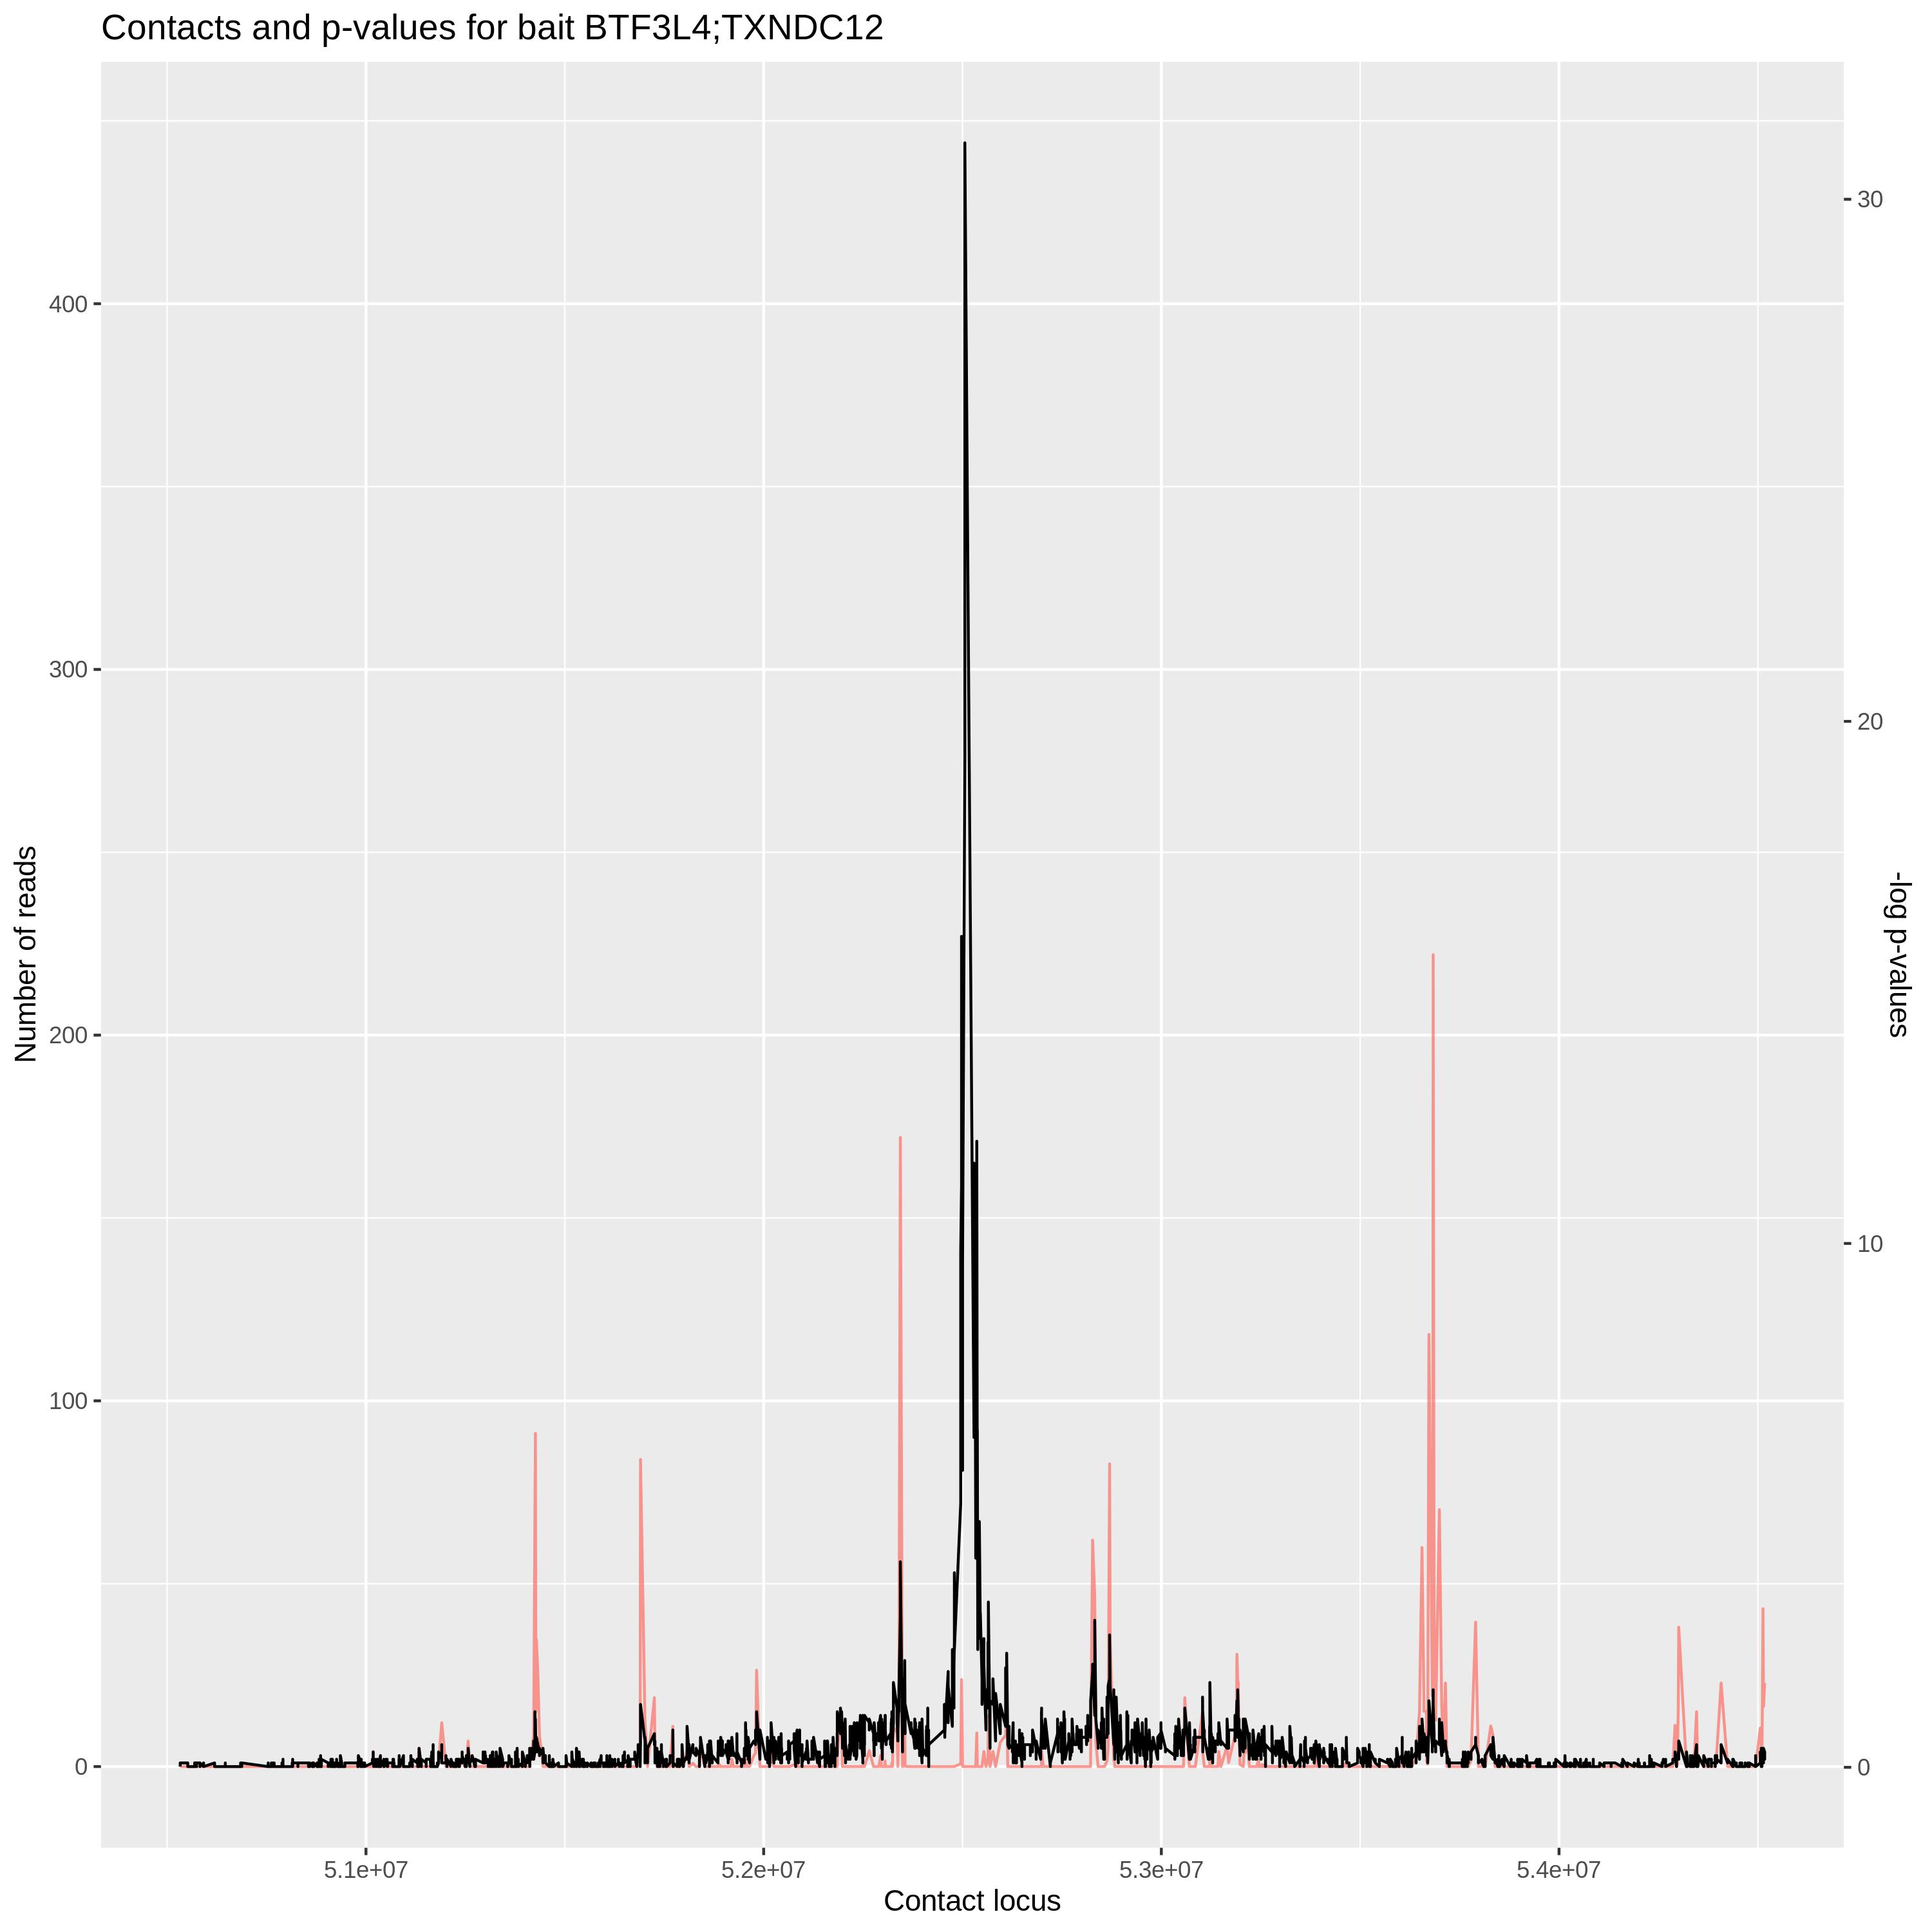 Contacts and p-values for bait BTF3L4;TXNDC12
Number of reads
400
300
200
100
0
30
20
10
0
-log p-values
5.1e+07
5.2e+07
5.3e+07
5.4e+07
Contact locus